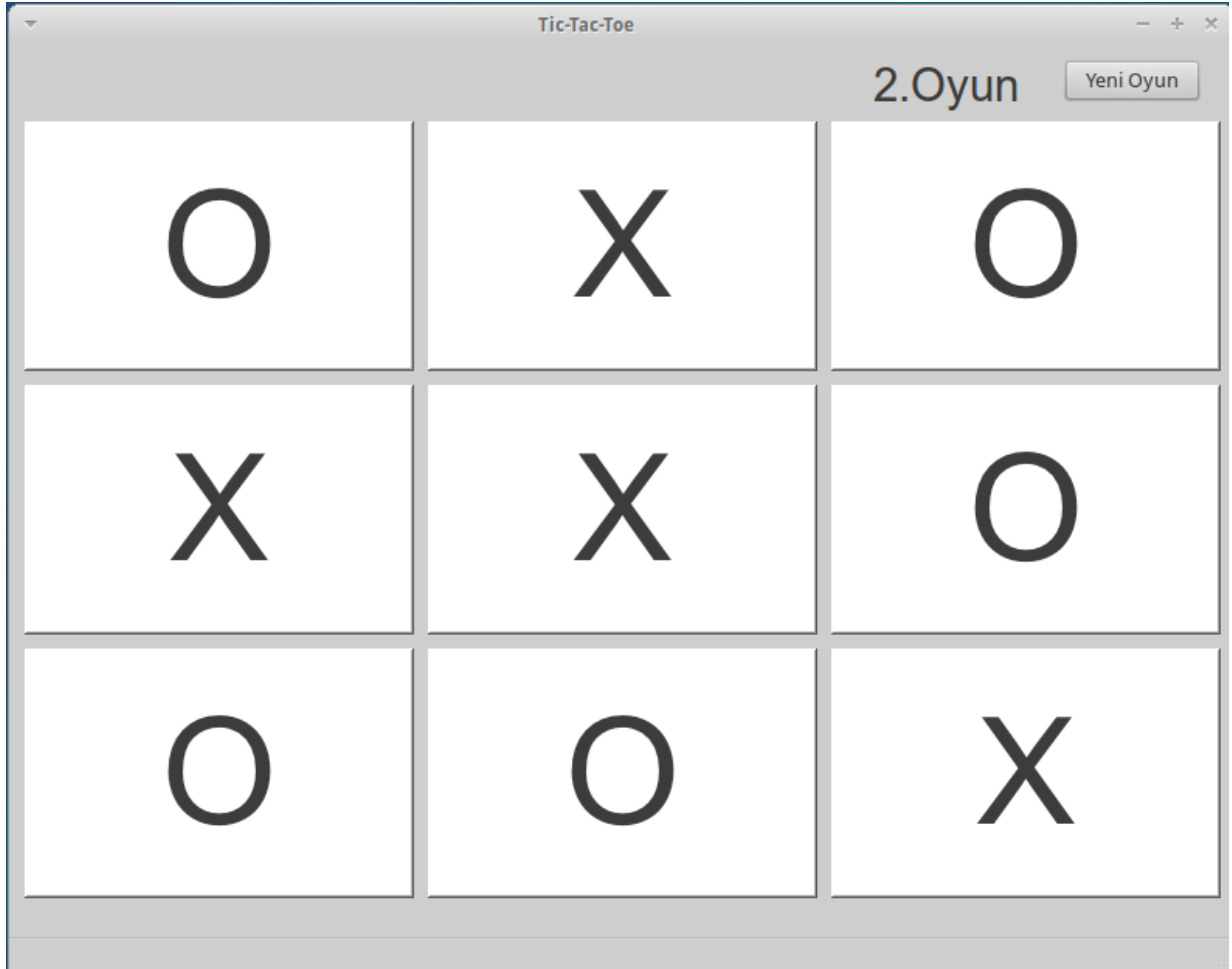 Tic-Tac-Toe
2.Oyun Yeni Oyun
O X O
X X O
O O X